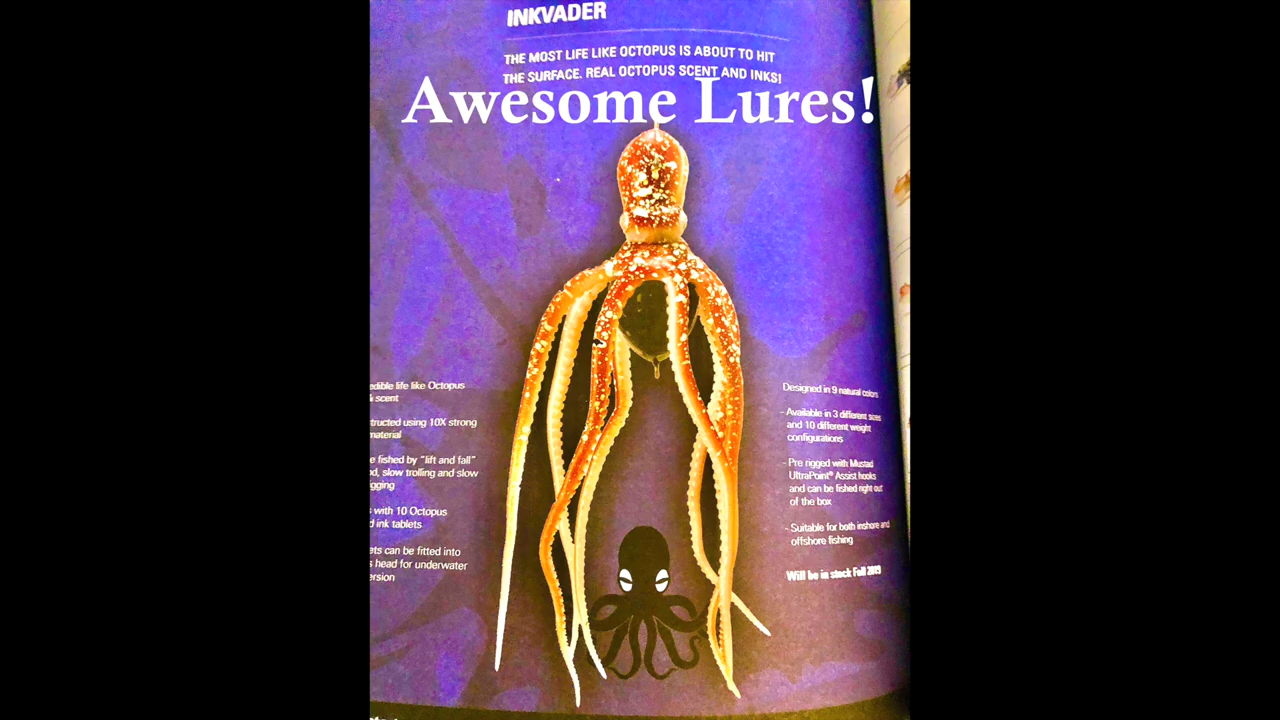 INKVADER
THE MOST LIFE LIKE OCTOPUS IS ABOUT TO HIT
THE SURFACE. REAL OCTOPUS SCENT AND INKS!
Awesome Lures!
edible life like Octopus
scent
tructed using 10X strong
material
e fished by "lift and fall"
od, slow trolling and slow
igging
s with 10 Octopus
d ink tablets
ets can be fitted into
s head for underwater
ersion
Designed in 9 natural colors
- Available in 3 different sizes
and 10 different weight
configurations
- Pre rigged with Mustad
UltraPoint® Assist hooks
and can be fished right out
of the box
- Suitable for both inshore and
offshore fishing
Will be in stock Fall 2019